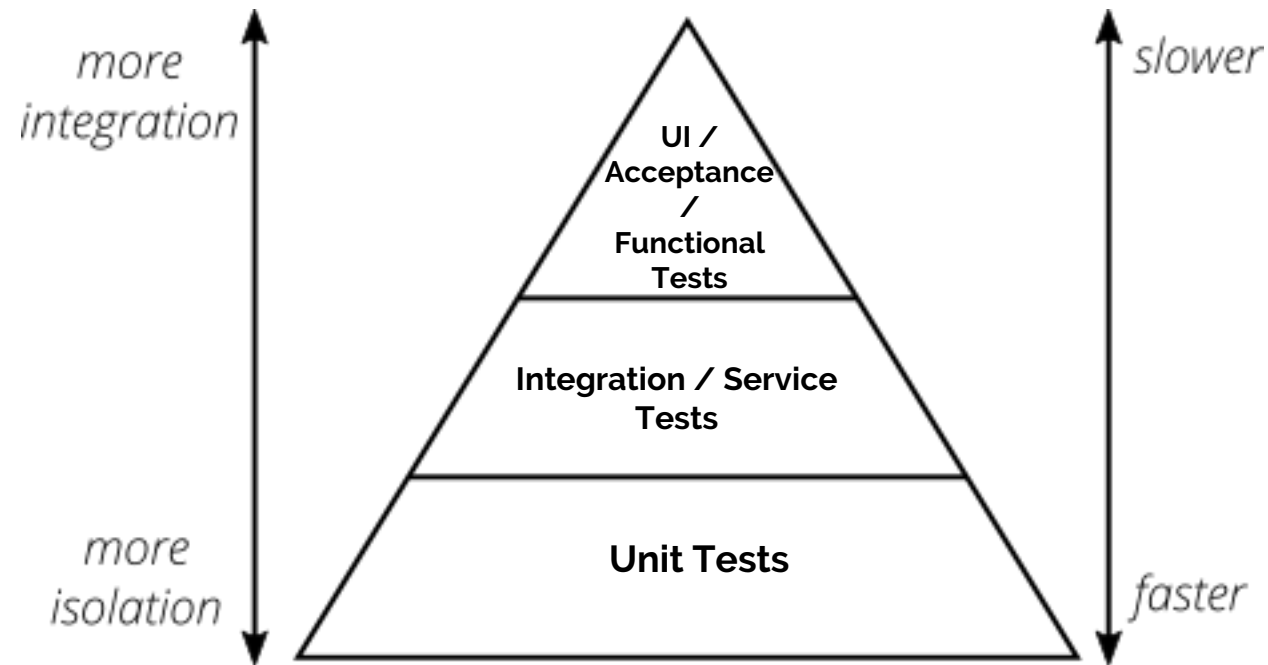 more
integration
slower
UI /
Acceptance
/
Functional
Tests
Integration / Service
Tests
more
isolation
Unit Tests
faster